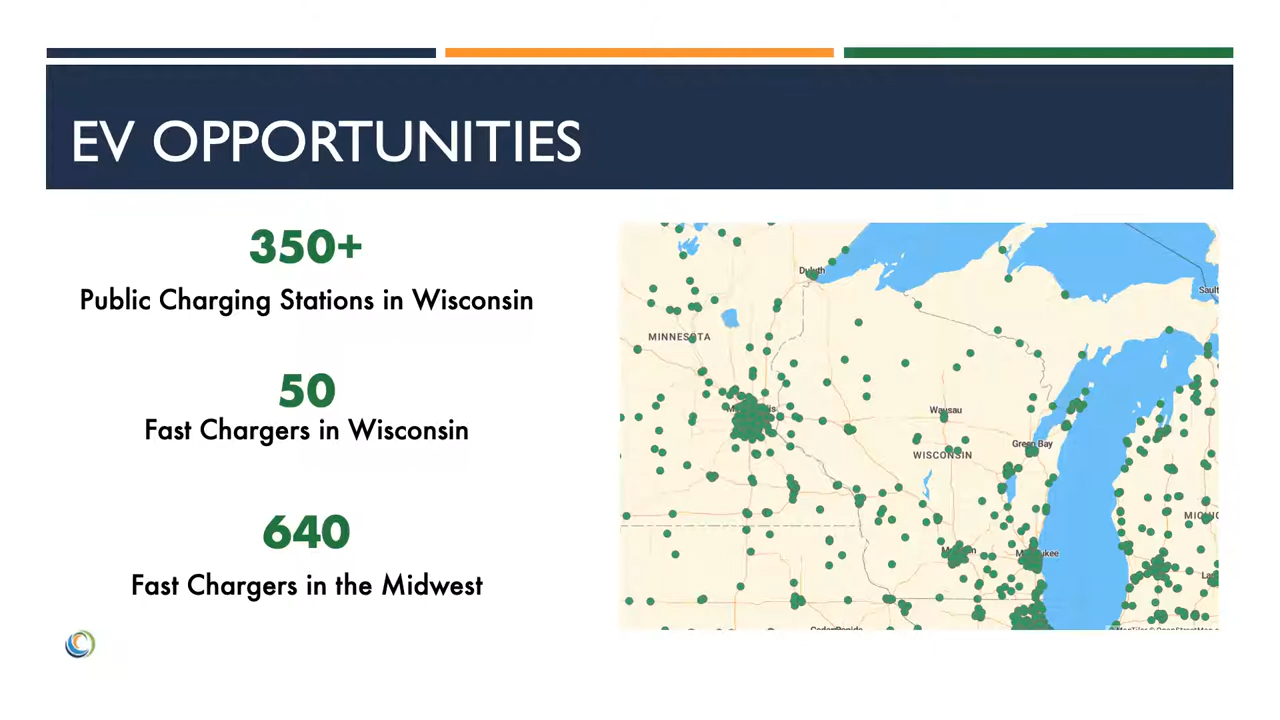 EV OPPORTUNITIES
350+
Public Charging Stations in Wisconsin
50
Fast Chargers in Wisconsin
640
Fast Chargers in the Midwest
Duluth
Sault
MINNESOTA
Wausau
Green Bay
WISCONSIN